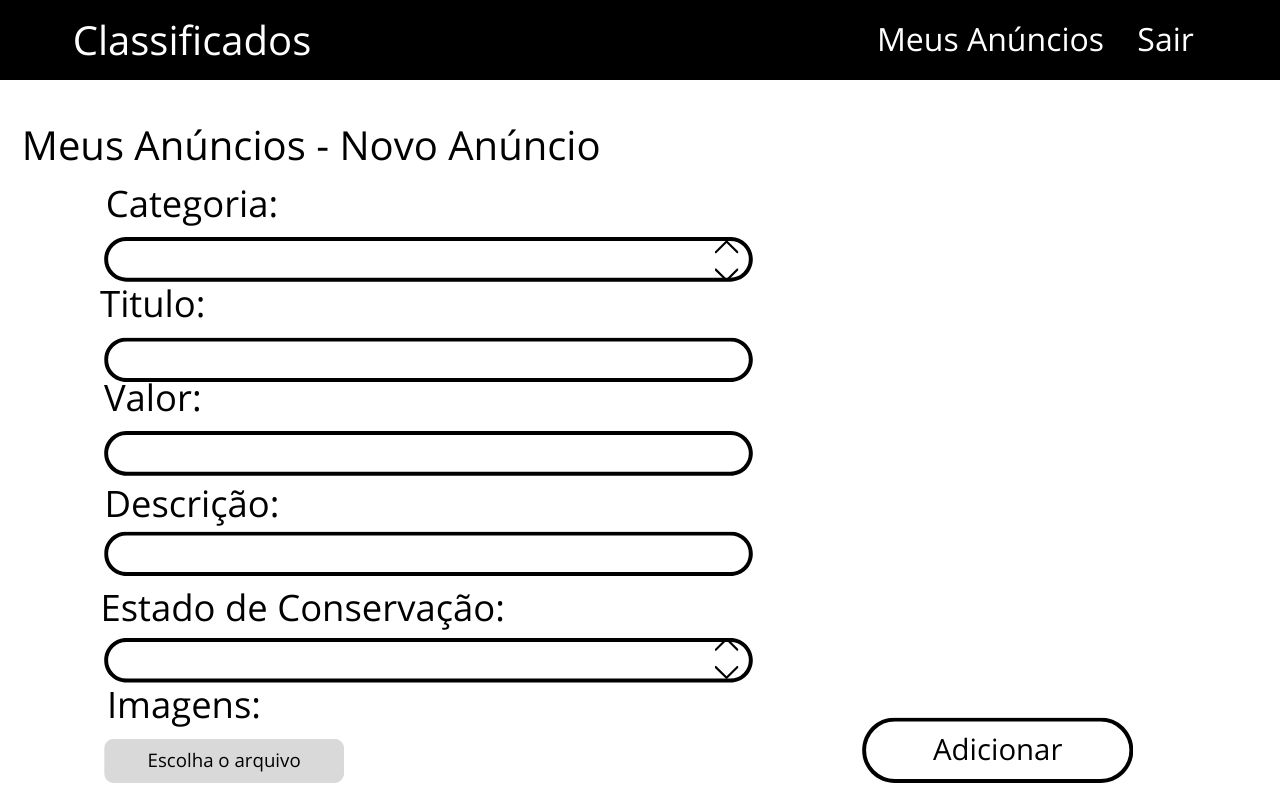 Classificados
Meus Anúncios
Sair
Meus Anúncios - Novo Anúncio
Categoria:
Titulo:
Valor:
Descrição:
Estado de Conservação:
Imagens:
Escolha o arquivo
Adicionar